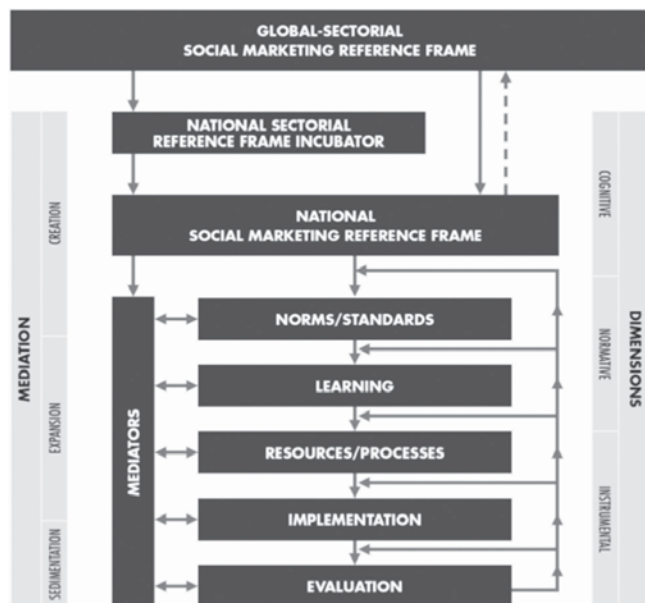 GLOBAL-SECTORIAL
SOCIAL MARKETING REFERENCE FRAME
NATIONAL SECTORIAL
REFERENCE FRAME INCUBATOR
NATIONAL
SOCIAL MARKETING REFERENCE FRAME
MEDIATION
CREATION
EXPANSION
SEDIMENTATION
MEDIATORS
NORMS/STANDARDS
LEARNING
RESOURCES/PROCESSES
IMPLEMENTATION
EVALUATION
COGNITIVE
NORMATIVE
INSTRUMENTAL
DIMENSIONS